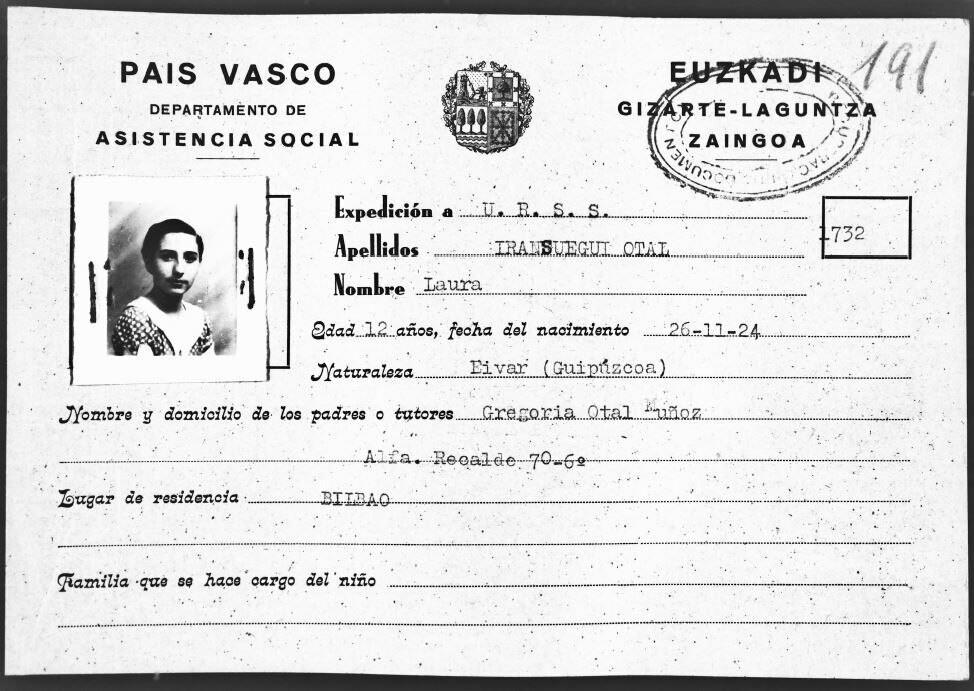 PAIS VASCO
DEPARTAMENTO DE
ASISTENCIA SOCIAL
EUZKADI
GIZARTE-LAGUNTZA
ZAINGOA
191
Expedición a U. R. S. S.
1732
Apellidos IRANSUEGUI OTAL
Nombre Laura
Edad 12 años, fecha del nacimiento 26-11-24
Naturaleza Eivar (Guipúzcoa)
Nombre y domicilio de los padres o tutores Gregoria Otal Muñoz
Alfa. Recalde 70-6º
Lugar de residencia BILBAO
Familia que se hace cargo del niño